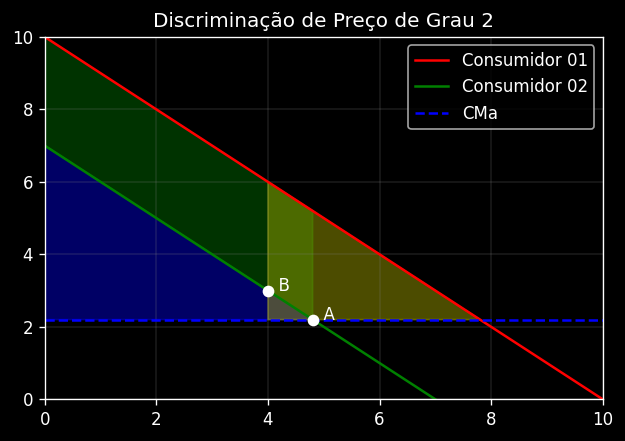 Discriminação de Preço de Grau 2
Consumidor 01
Consumidor 02
CMa
10
8
6
4
2
0
B
A
0 2 4 6 8 10